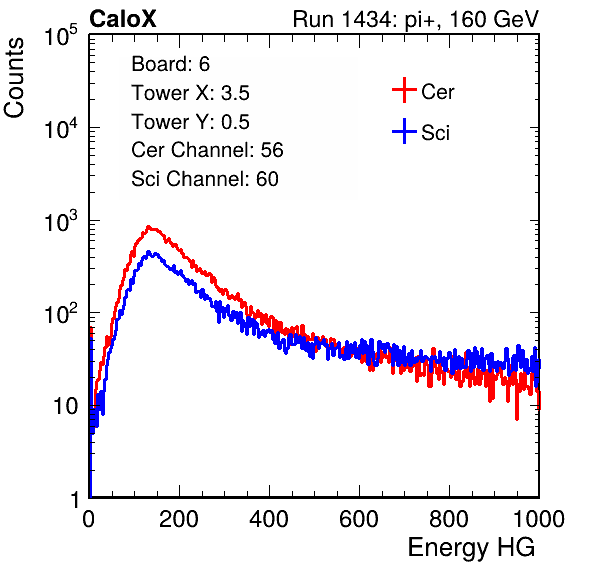 CaloX Run 1434: pi+, 160 GeV
Counts
Board: 6
Tower X: 3.5
Tower Y: 0.5
Cer Channel: 56
Sci Channel: 60
Cer
Sci
10^5
10^4
10^3
10^2
10
1
0 200 400 600 800 1000
Energy HG